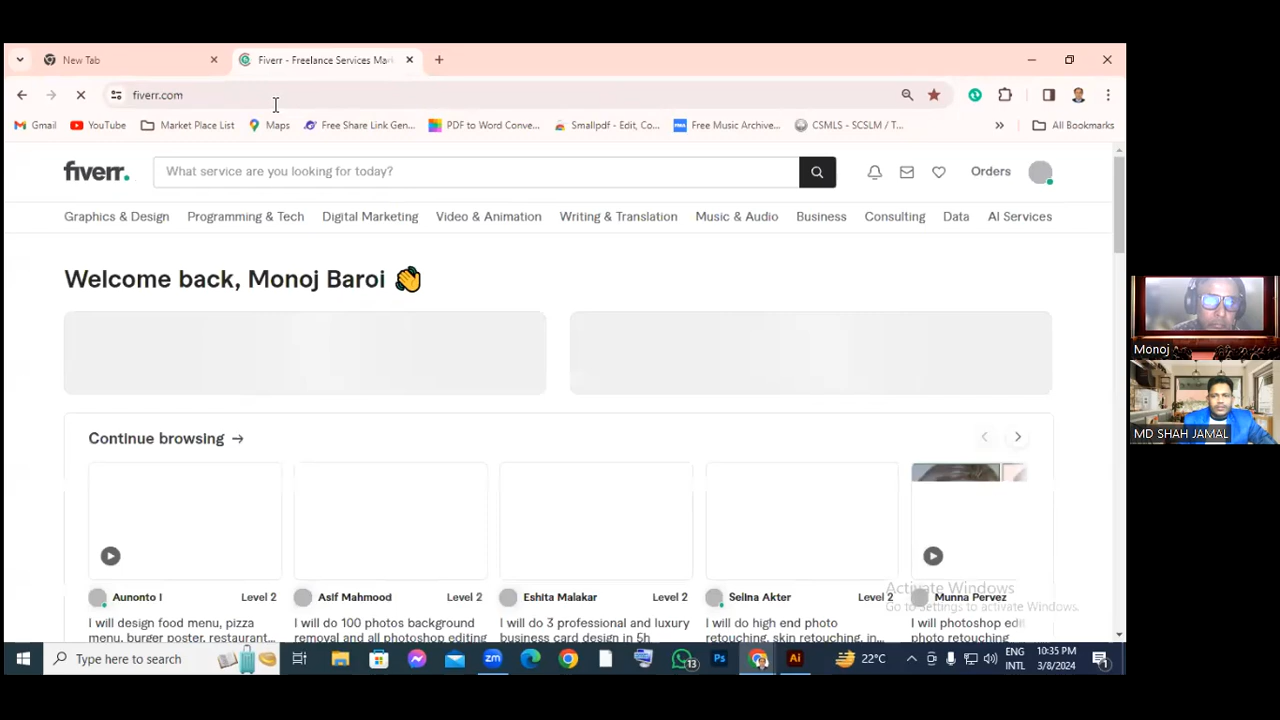 New Tab
Fiverr - Freelance Services Mar
fiverr.com
Gmail
YouTube
Market Place List
Maps
Free Share Link Gen...
PDF to Word Conve...
Smallpdf - Edit, Co...
Free Music Archive...
CSMLS - SCSLM / T...
»
All Bookmarks
fiverr.
What service are you looking for today?
Orders
Graphics & Design
Programming & Tech
Digital Marketing
Video & Animation
Writing & Translation
Music & Audio
Business
Consulting
Data
AI Services
Welcome back, Monoj Baroi
Monoj
MD SHAH JAMAL
Continue browsing →
Aunonto I
Level 2
Asif Mahmood
Level 2
Eshita Malakar
Level 2
Selina Akter
Level 2
Munna Pervez
I will design food menu, pizza
menu, burger poster, restaurant...
I will do 100 photos background
removal and all photoshop editing
I will do 3 professional and luxury
business card design in 5h
I will do high end photo
retouching, skin retouching, in...
I will photoshop edi
photo retouching
Activate Windows
Go to Settings to activate Windows.
Type here to search
zm
13
Ps
Ai
22°C
ENG
INTL
10:35 PM
3/8/2024
1